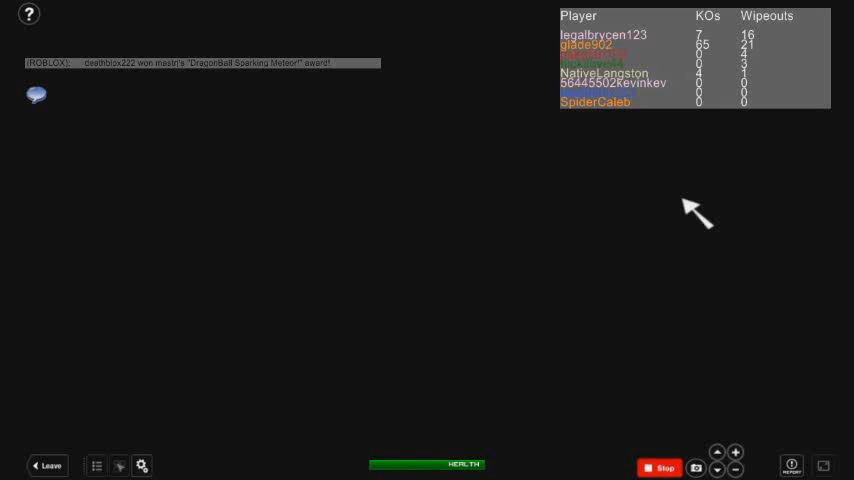 ?
Player KOs Wipeouts
legalbrycen123 7 16
glade902 65 21
0 4
0 3
NativeLangston 4 1
56445502kevinkev 0 0
0 0
SpiderCaleb 0 0
(ROBLOX): deathblox222 won mastrj's "DragonBall Sparking Meteor!" award!
Leave
HEALTH
Stop
REPORT